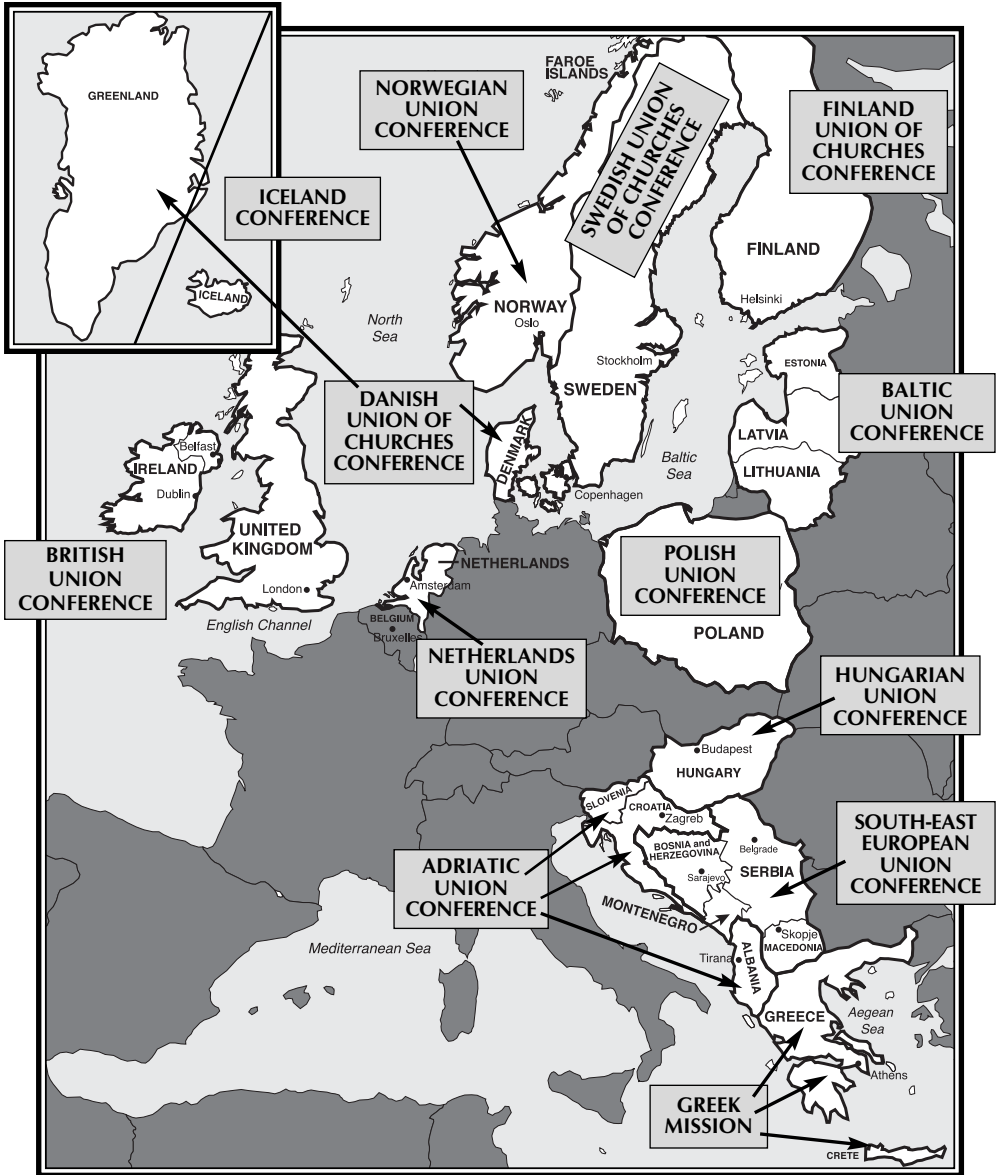 GREENLAND
ICELAND
ICELAND
CONFERENCE
NORWEGIAN
UNION
CONFERENCE
FAROE
ISLANDS
SWEDISH UNION
OF CHURCHES
CONFERENCE
FINLAND
UNION OF
CHURCHES
CONFERENCE
FINLAND
Helsinki
NORWAY
Oslo
North
Sea
Stockholm
SWEDEN
ESTONIA
BALTIC
UNION
CONFERENCE
LATVIA
LITHUANIA
DANISH
UNION OF
CHURCHES
CONFERENCE
DENMARK
Copenhagen
Baltic
Sea
Belfast
IRELAND
Dublin
UNITED
KINGDOM
London
BRITISH
UNION
CONFERENCE
English Channel
NETHERLANDS
Amsterdam
BELGIUM
Bruxelles
NETHERLANDS
UNION
CONFERENCE
POLISH
UNION
CONFERENCE
POLAND
HUNGARIAN
UNION
CONFERENCE
Budapest
HUNGARY
SLOVENIA
CROATIA
Zagreb
BOSNIA and
HERZEGOVINA
Sarajevo
Belgrade
SERBIA
SOUTH-EAST
EUROPEAN
UNION
CONFERENCE
ADRIATIC
UNION
CONFERENCE
MONTENEGRO
Skopje
MACEDONIA
Tirana
ALBANIA
Mediterranean Sea
GREECE
Aegean
Sea
Athens
GREEK
MISSION
CRETE